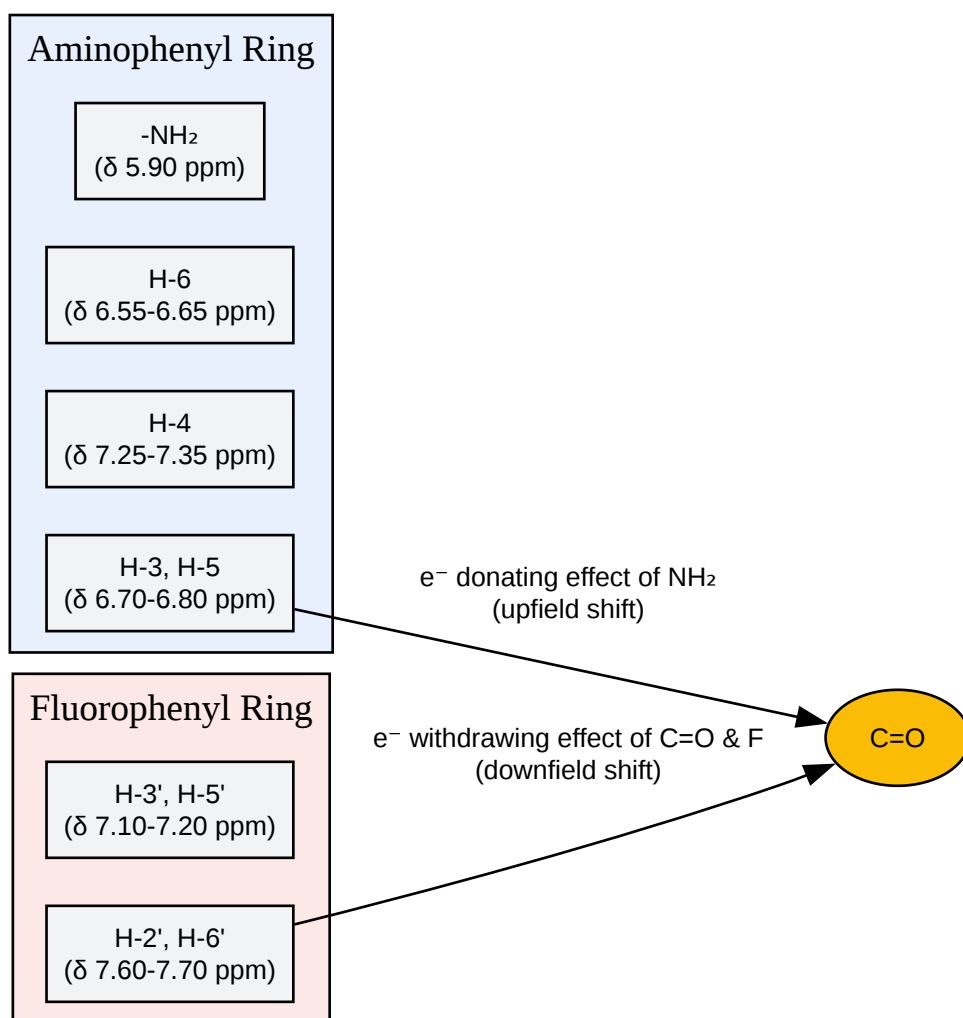 Aminophenyl Ring
-NH₂
(δ 5.90 ppm)
H-6
(δ 6.55-6.65 ppm)
H-4
(δ 7.25-7.35 ppm)
H-3, H-5
(δ 6.70-6.80 ppm)
e⁻ donating effect of NH₂
(upfield shift)
Fluorophenyl Ring
e⁻ withdrawing effect of C=O & F
(downfield shift)
C=O
H-3', H-5'
(δ 7.10-7.20 ppm)
H-2', H-6'
(δ 7.60-7.70 ppm)